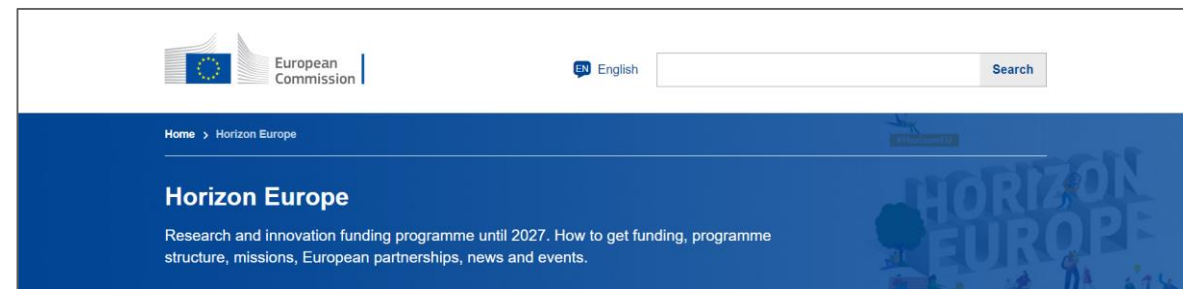 European
Commission
EN English
Search
Home > Horizon Europe
#HorizonEU
Horizon Europe
HORIZON
EUROPE
Research and innovation funding programme until 2027. How to get funding, programme
structure, missions, European partnerships, news and events.